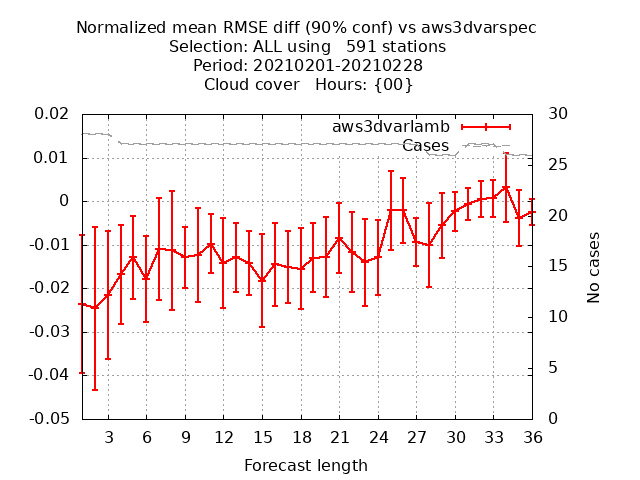 Normalized mean RMSE diff (90% conf) vs aws3dvarspec
Selection: ALL using   591 stations
Period: 20210201-20210228
Cloud cover   Hours: {00}
aws3dvarlamb
Cases
0.02
0.01
0
-0.01
-0.02
-0.03
-0.04
-0.05
30
25
20
15
10
5
0
No cases
3 6 9 12 15 18 21 24 27 30 33 36
Forecast length